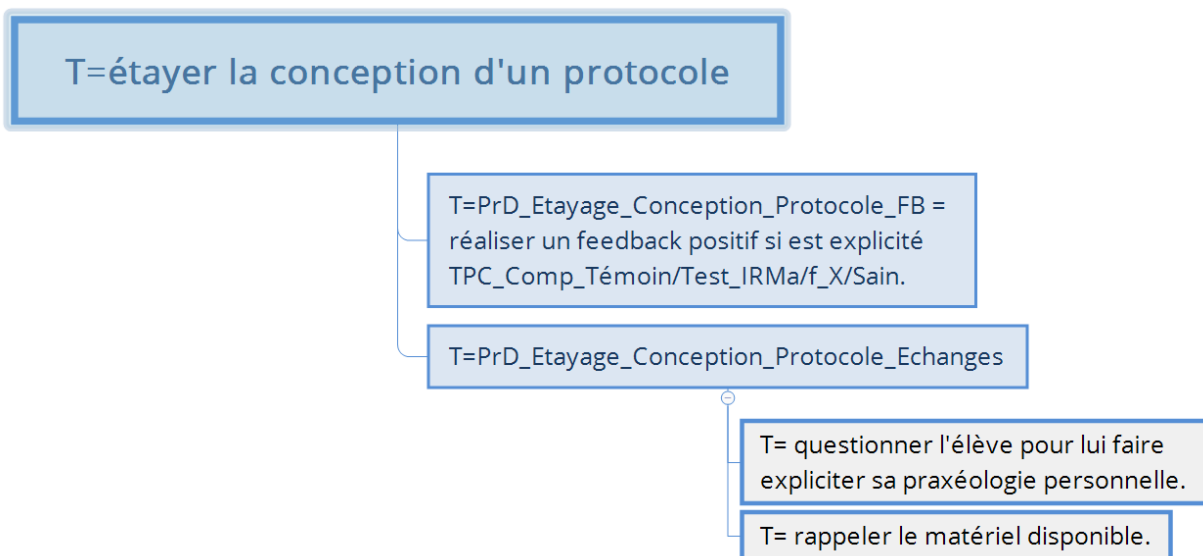 T=étayer la conception d'un protocole
T=PrD_Etayage_Conception_Protocole_FB =
réaliser un feedback positif si est explicité
TPC_Comp_Témoin/Test_IRMa/f_X/Sain.
T=PrD_Etayage_Conception_Protocole_Echanges
T= questionner l'élève pour lui faire
expliciter sa praxéologie personnelle.
T= rappeler le matériel disponible.